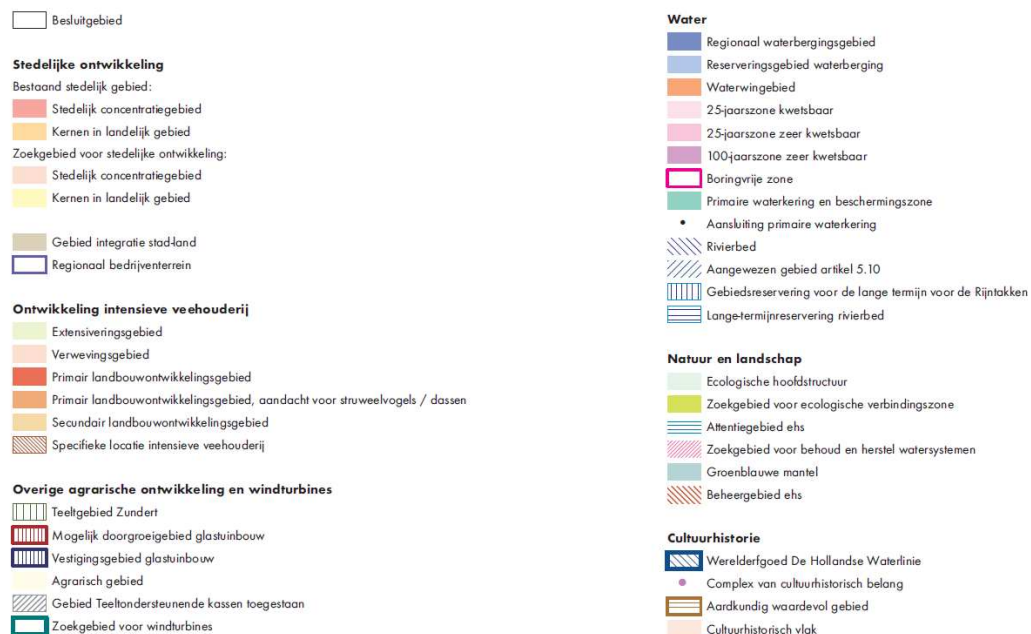 Besluitgebied
Stedelijke ontwikkeling
Bestaand stedelijk gebied:
Stedelijk concentratiegebied
Kernen in landelijk gebied
Zoekgebied voor stedelijke ontwikkeling:
Stedelijk concentratiegebied
Kernen in landelijk gebied
Gebied integratie stad-land
Regionaal bedrijventerrein
Ontwikkeling intensieve veehouderij
Extensiveringsgebied
Verwevingsgebied
Primair landbouwontwikkelingsgebied
Primair landbouwontwikkelingsgebied, aandacht voor struweelvogels / dassen
Secundair landbouwontwikkelingsgebied
Specifieke locatie intensieve veehouderij
Overige agrarische ontwikkeling en windturbines
Teeltgebied Zundert
Mogelijk doorgroeigebied glastuinbouw
Vestigingsgebied glastuinbouw
Agrarisch gebied
Gebied Teeltondersteunende kassen toegestaan
Zoekgebied voor windturbines
Water
Regionaal waterbergingsgebied
Reserveringsgebied waterberging
Waterwingebied
25-jaarszone kwetsbaar
25-jaarszone zeer kwetsbaar
100-jaarszone zeer kwetsbaar
Boringvrije zone
Primaire waterkering en beschermingszone
Aansluiting primaire waterkering
Rivierbed
Aangewezen gebied artikel 5.10
Gebiedsreservering voor de lange termijn voor de Rijntakken
Lange-termijnreservering rivierbed
Natuur en landschap
Ecologische hoofdstructuur
Zoekgebied voor ecologische verbindingszone
Attentiegebied ehs
Zoekgebied voor behoud en herstel watersystemen
Groenblauwe mantel
Beheergebied ehs
Cultuurhistorie
Werelderfgoed De Hollandse Waterlinie
Complex van cultuurhistorisch belang
Aardkundig waardevol gebied
Cultuurhistorisch vlak